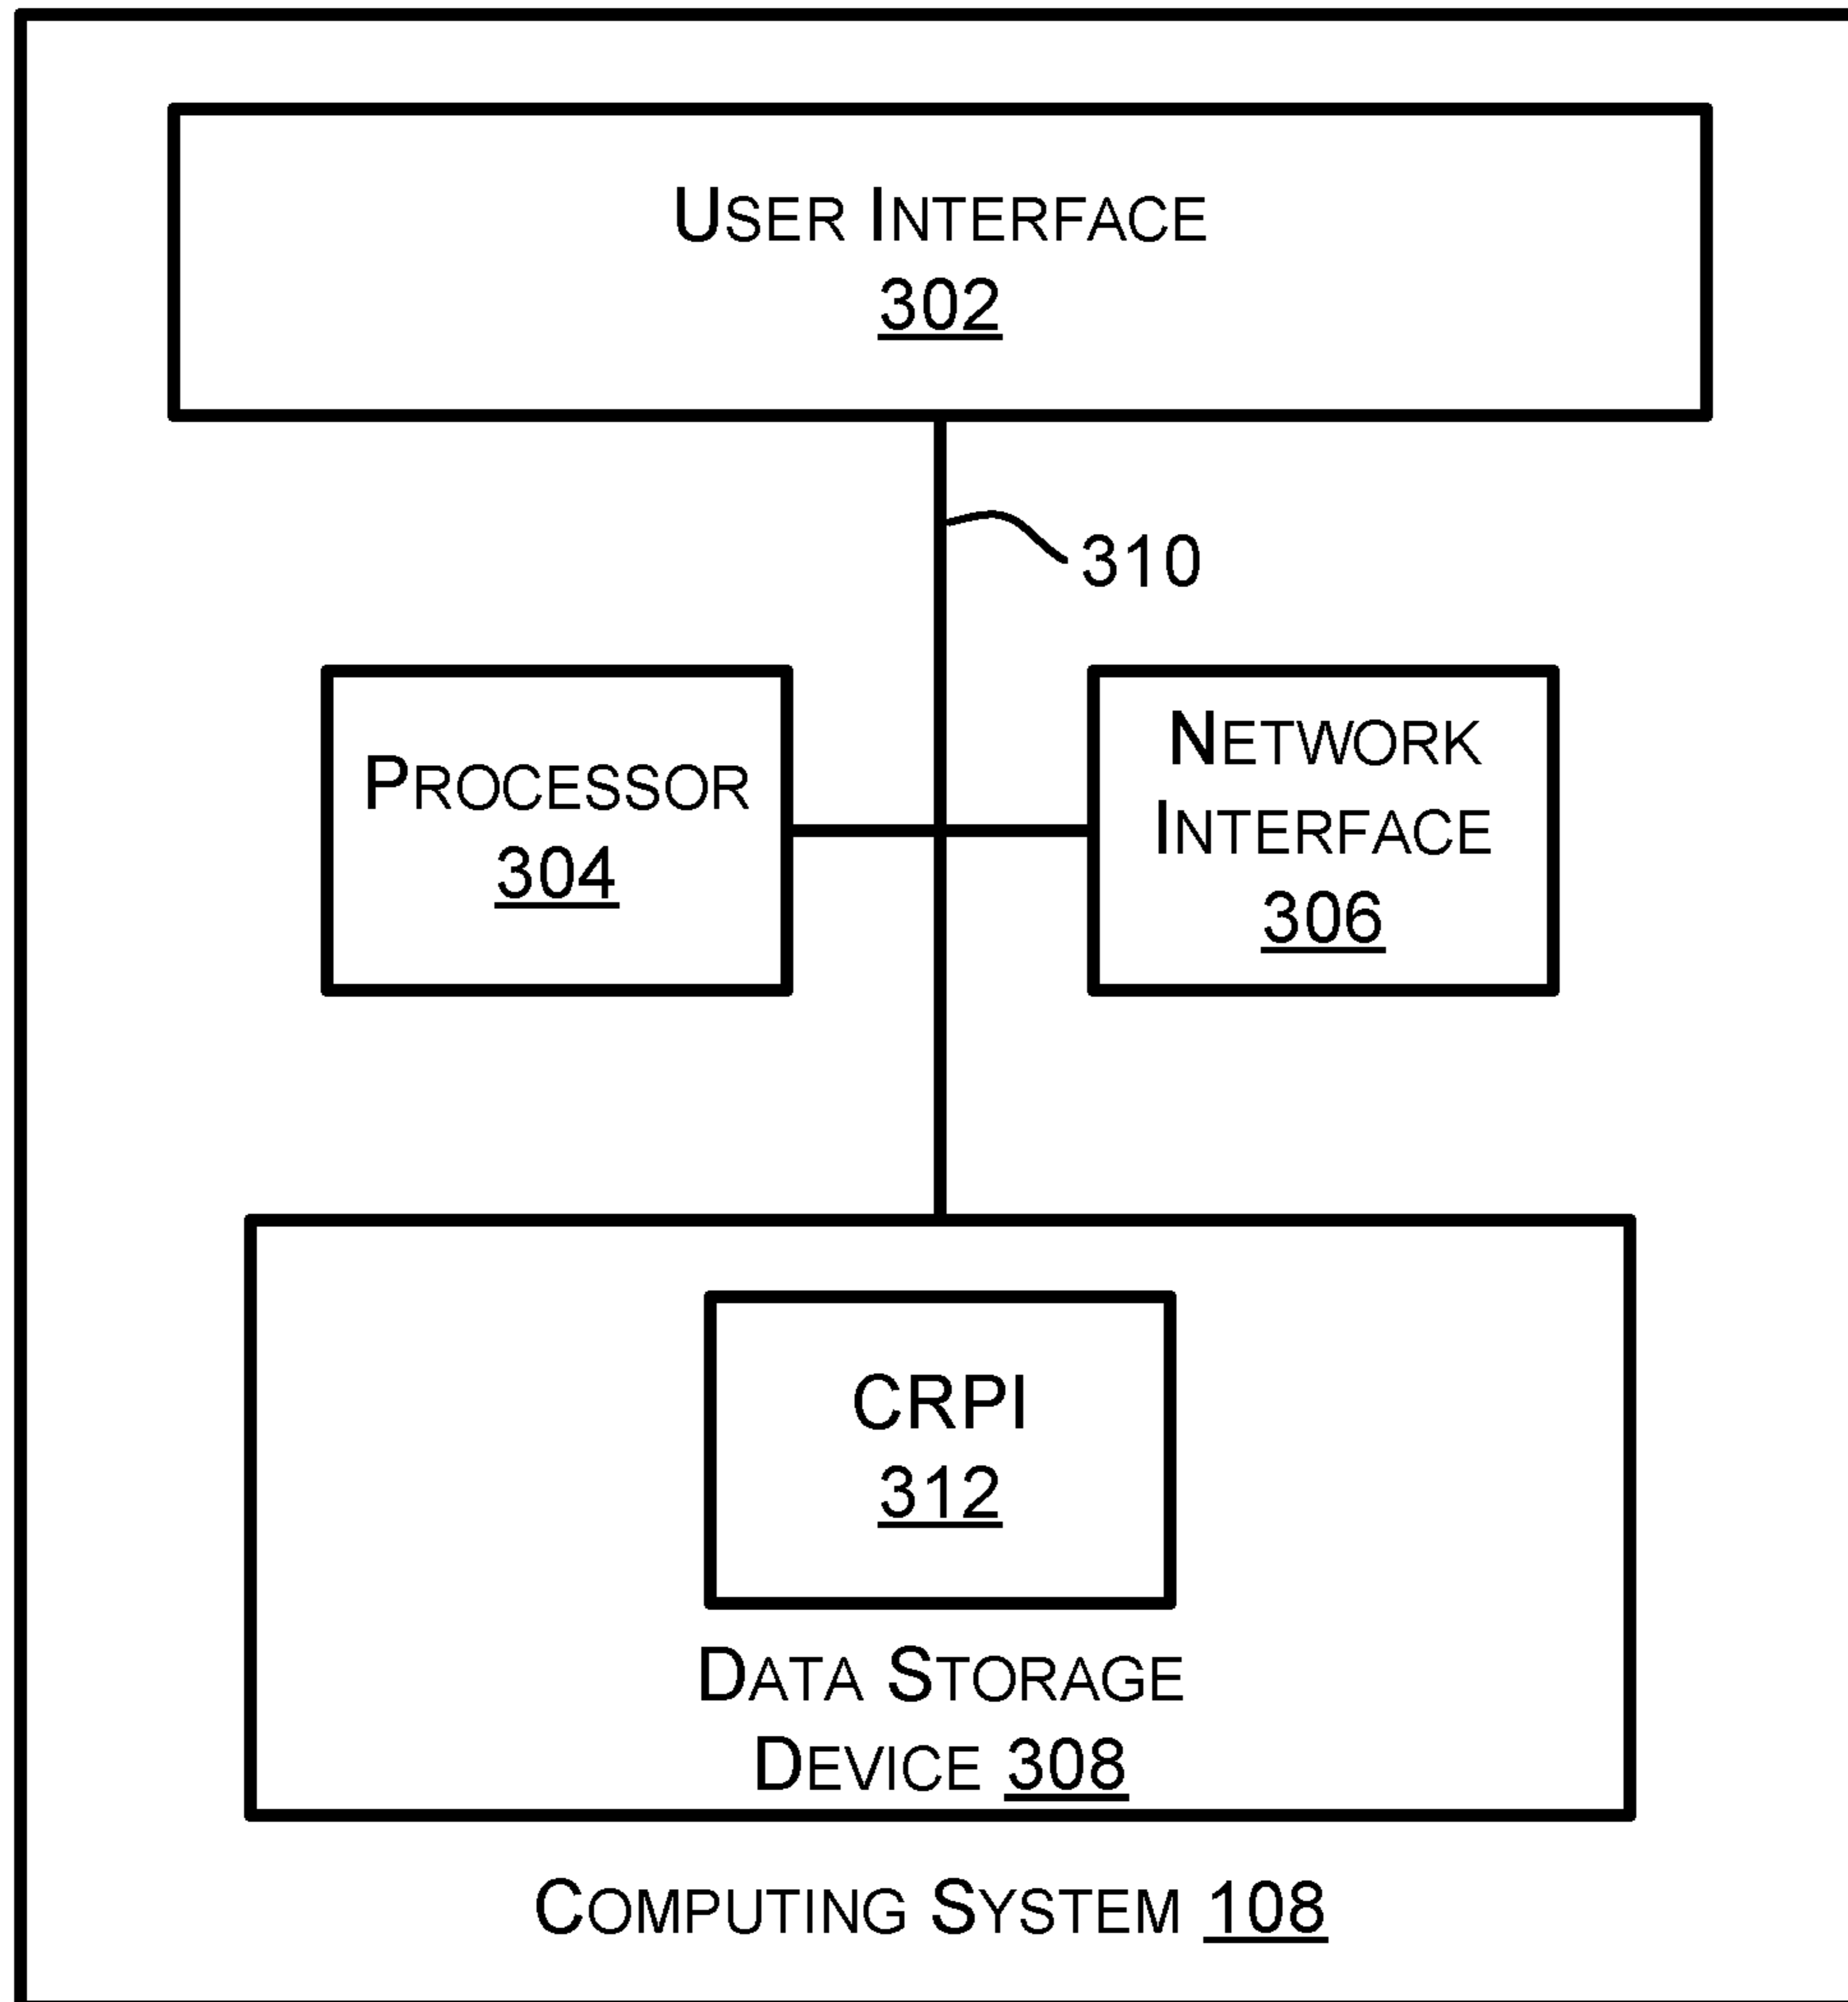 USER INTERFACE
302
310
PROCESSOR
304
NETWORK
INTERFACE
306
CRPI
312
DATA STORAGE
DEVICE 308
COMPUTING SYSTEM 108